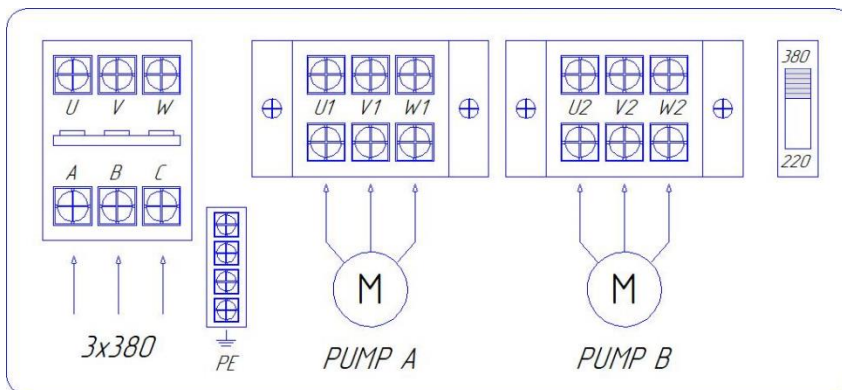 380
U V W
U1 V1 W1
U2 V2 W2
220
A B C
3x380
PE
M
PUMP A
M
PUMP B